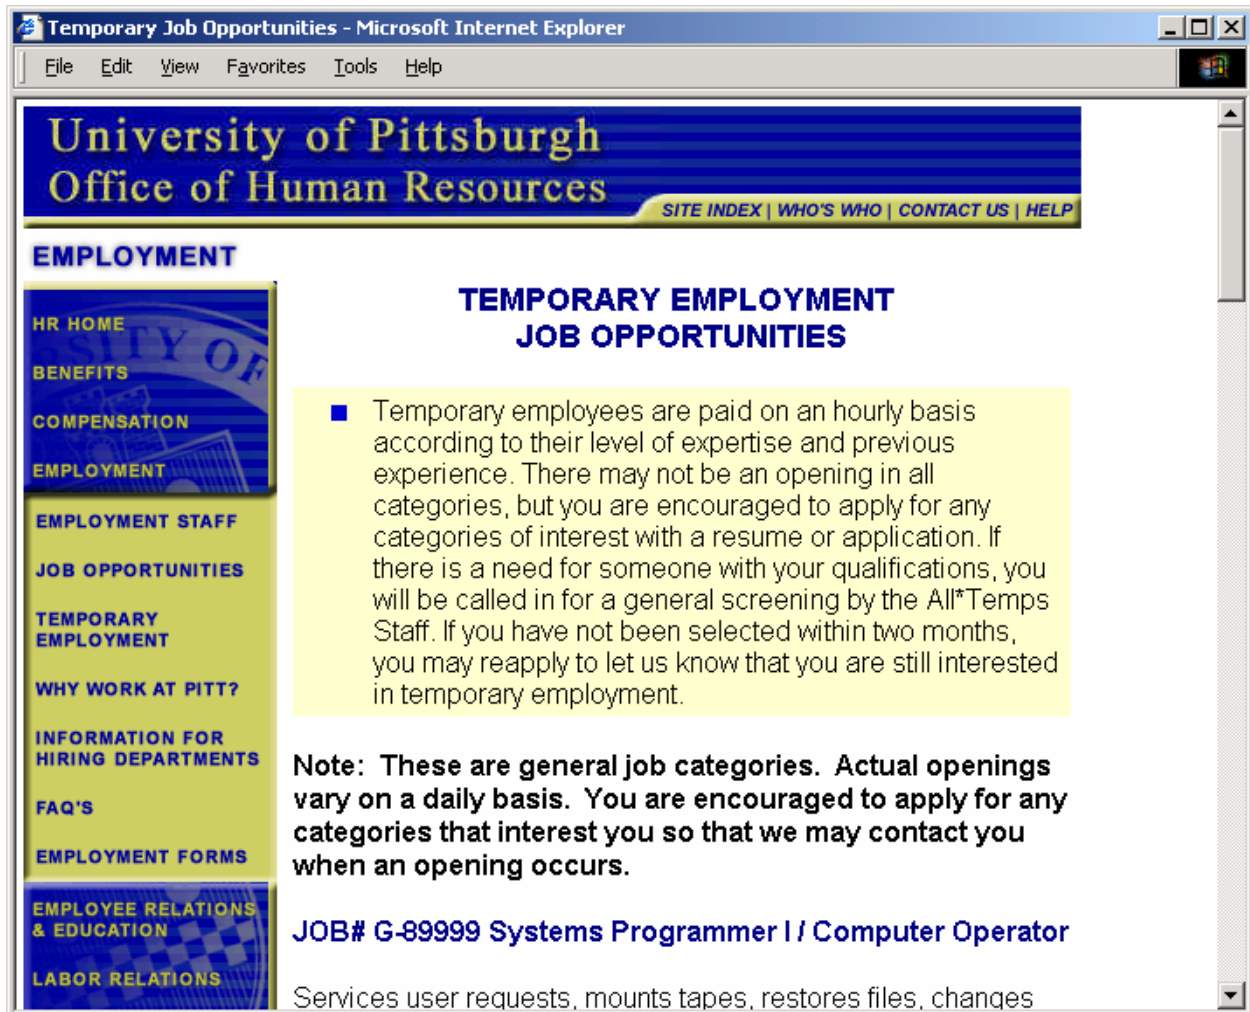 Temporary Job Opportunities - Microsoft Internet Explorer
File Edit View Favorites Tools Help
University of Pittsburgh
Office of Human Resources
SITE INDEX | WHO'S WHO | CONTACT US | HELP
EMPLOYMENT
HR HOME
BENEFITS
COMPENSATION
EMPLOYMENT
EMPLOYMENT STAFF
JOB OPPORTUNITIES
TEMPORARY
EMPLOYMENT
WHY WORK AT PITT?
INFORMATION FOR
HIRING DEPARTMENTS
FAQ'S
EMPLOYMENT FORMS
EMPLOYEE RELATIONS
& EDUCATION
LABOR RELATIONS
TEMPORARY EMPLOYMENT
JOB OPPORTUNITIES
Temporary employees are paid on an hourly basis
according to their level of expertise and previous
experience. There may not be an opening in all
categories, but you are encouraged to apply for any
categories of interest with a resume or application. If
there is a need for someone with your qualifications, you
will be called in for a general screening by the All*Temps
Staff. If you have not been selected within two months,
you may reapply to let us know that you are still interested
in temporary employment.
Note: These are general job categories. Actual openings
vary on a daily basis. You are encouraged to apply for any
categories that interest you so that we may contact you
when an opening occurs.
JOB# G-89999 Systems Programmer I / Computer Operator
Services user requests, mounts tapes, restores files, changes